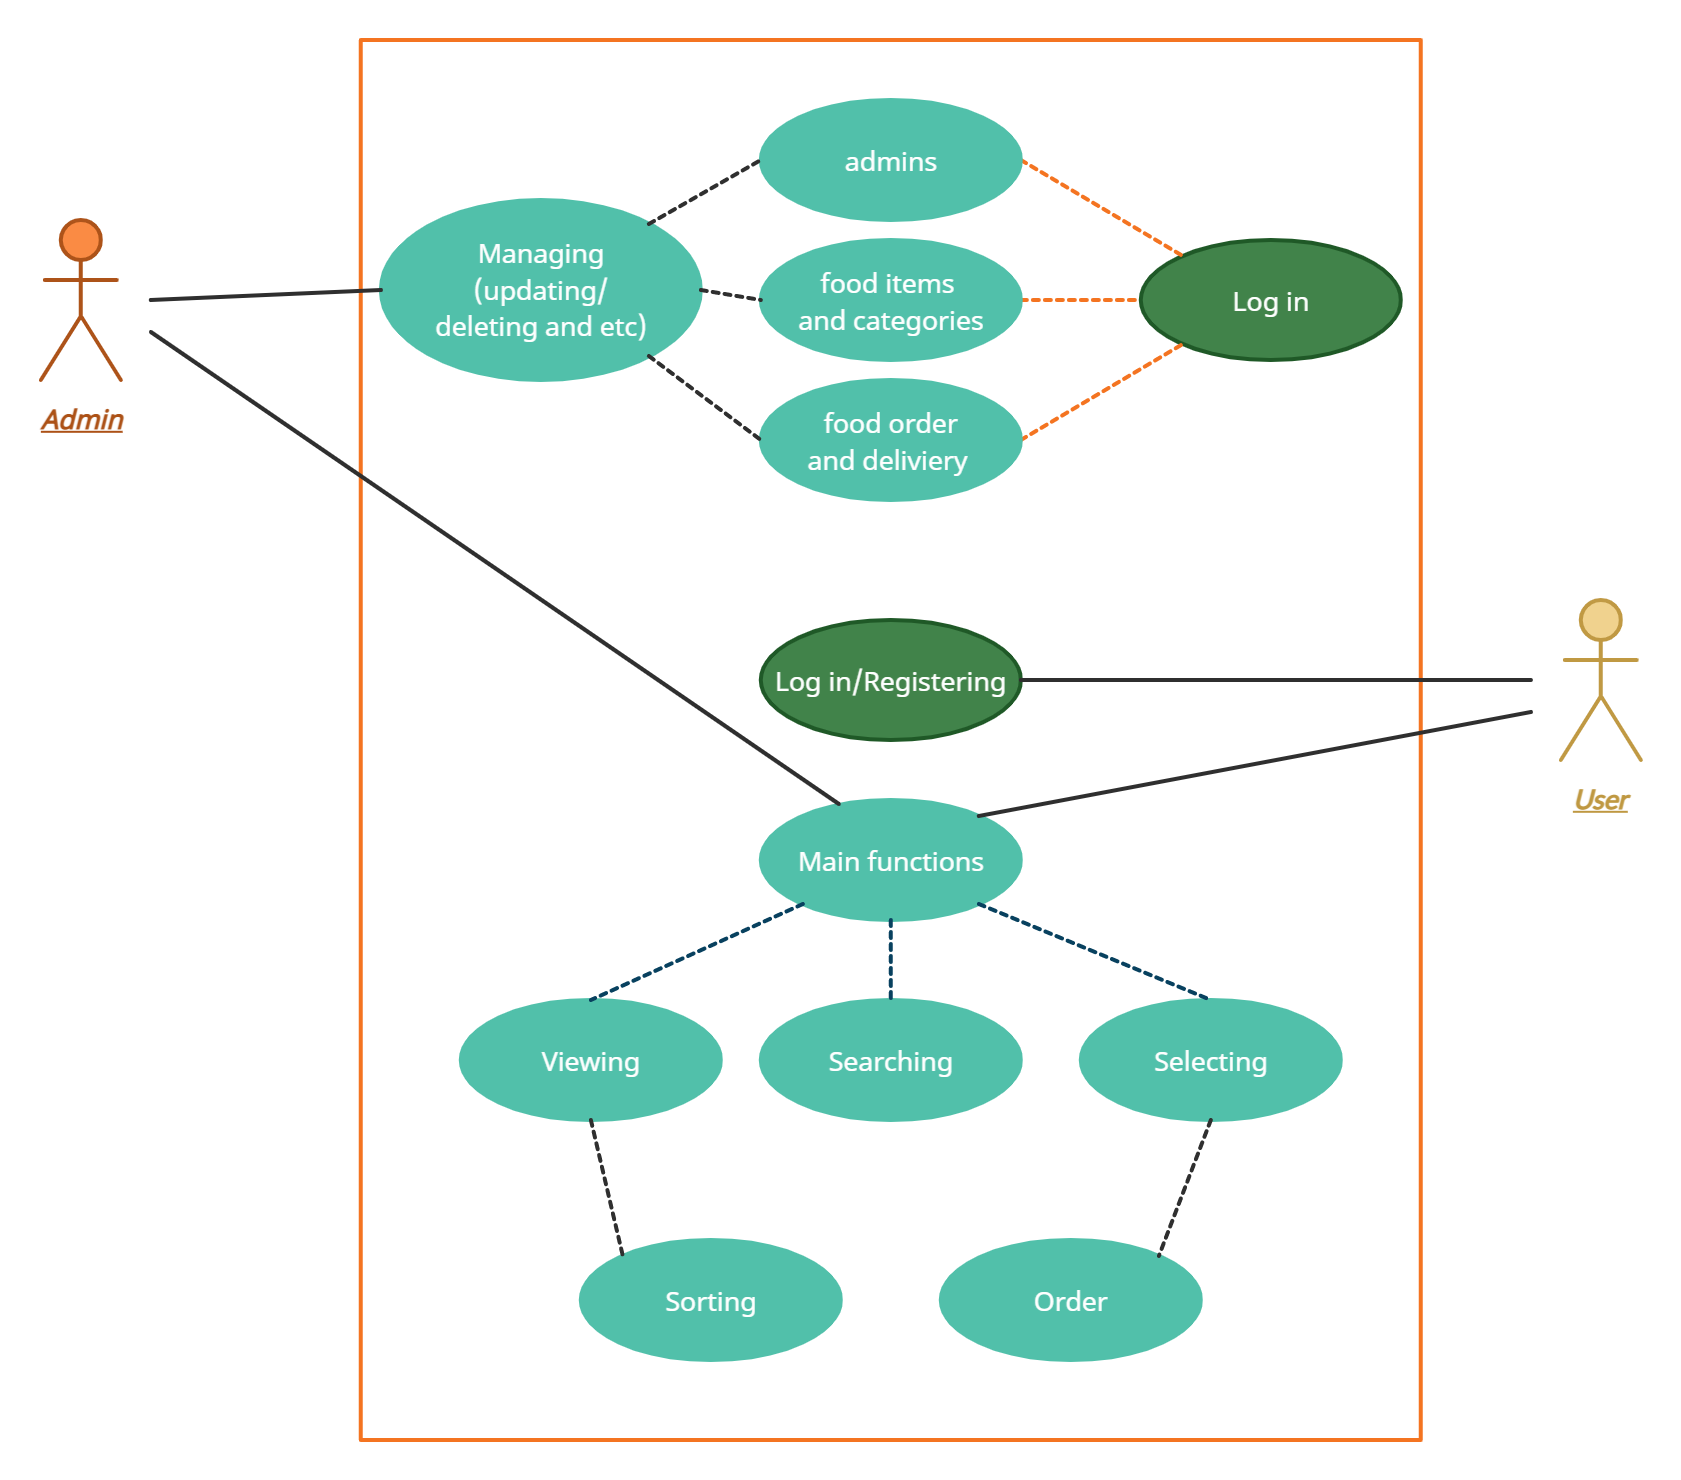 admins
Managing
(updating/
deleting and etc)
food items
and categories
Log in
food order
and deliviery
Admin
Log in/Registering
User
Main functions
Viewing
Searching
Selecting
Sorting
Order